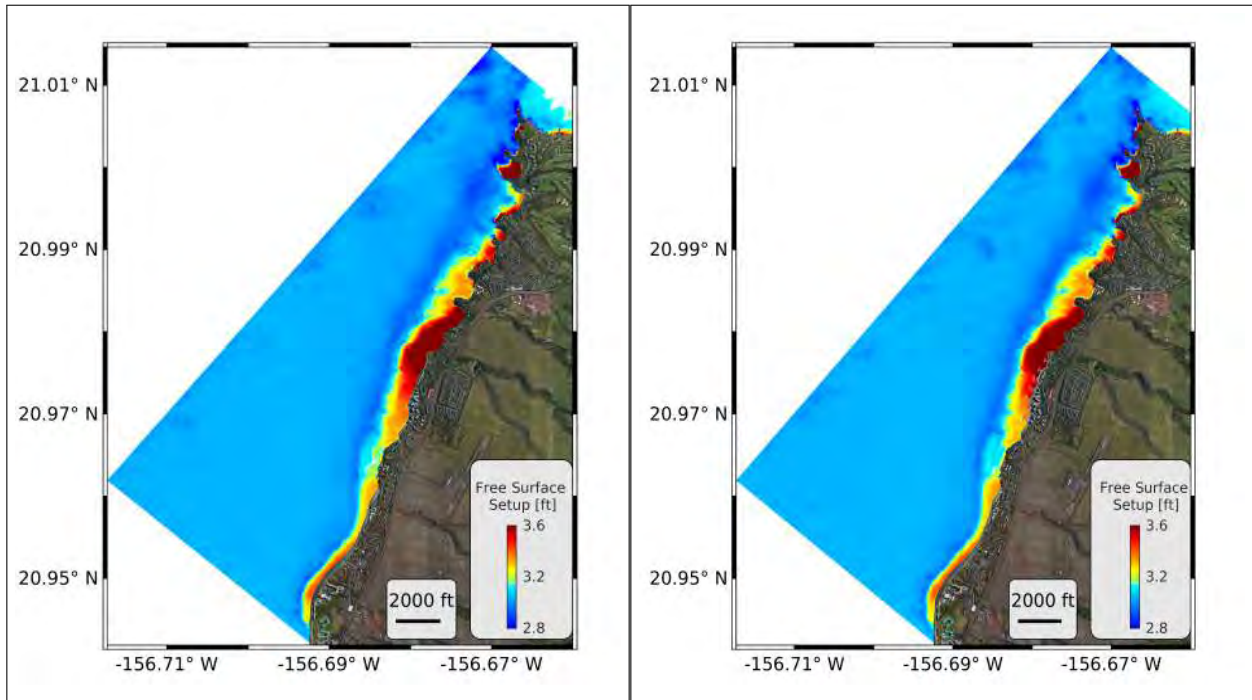 21.01° N
20.99° N
20.97° N
20.95° N
-156.71° W
-156.69° W
-156.67° W
Free Surface
Setup [ft]
3.6
3.2
2.8
2000 ft
21.01° N
20.99° N
20.97° N
20.95° N
-156.71° W
-156.69° W
-156.67° W
Free Surface
Setup [ft]
3.6
3.2
2.8
2000 ft